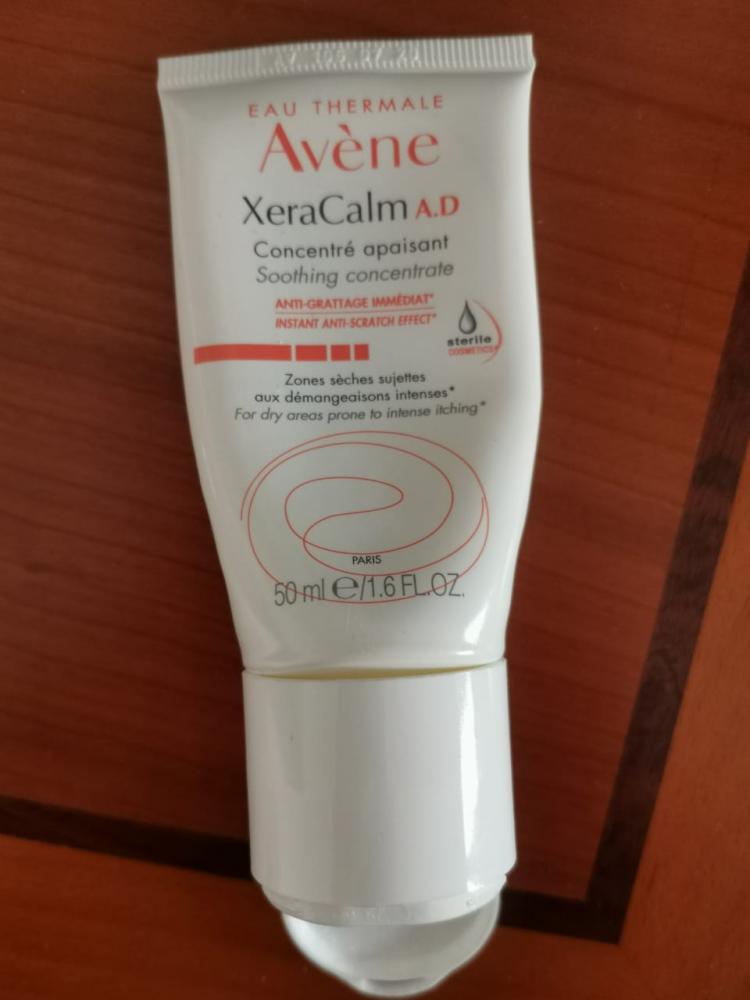 EAU THERMALE
Avène
XeraCalm A.D
Concentré apaisant
Soothing concentrate
ANTI-GRATTAGE IMMÉDIAT*
INSTANT ANTI-SCRATCH EFFECT*
sterile
COSMETICS
Zones sèches sujettes
aux démangeaisons intenses*
For dry areas prone to intense itching*
PARIS
50 ml e/1.6 FL.OZ.